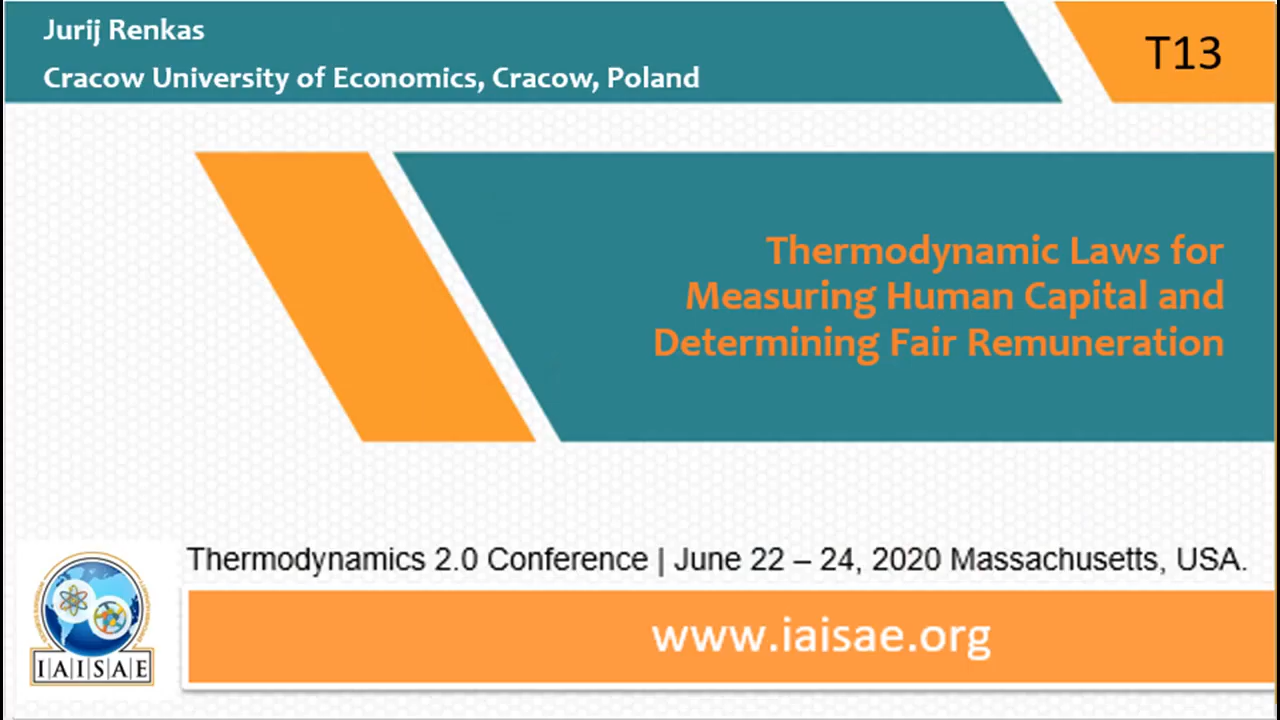 Jurij Renkas
Cracow University of Economics, Cracow, Poland
T13
Thermodynamic Laws for
Measuring Human Capital and
Determining Fair Remuneration
Thermodynamics 2.0 Conference | June 22 – 24, 2020 Massachusetts, USA.
www.iaisae.org
I|A|I|S|A|E